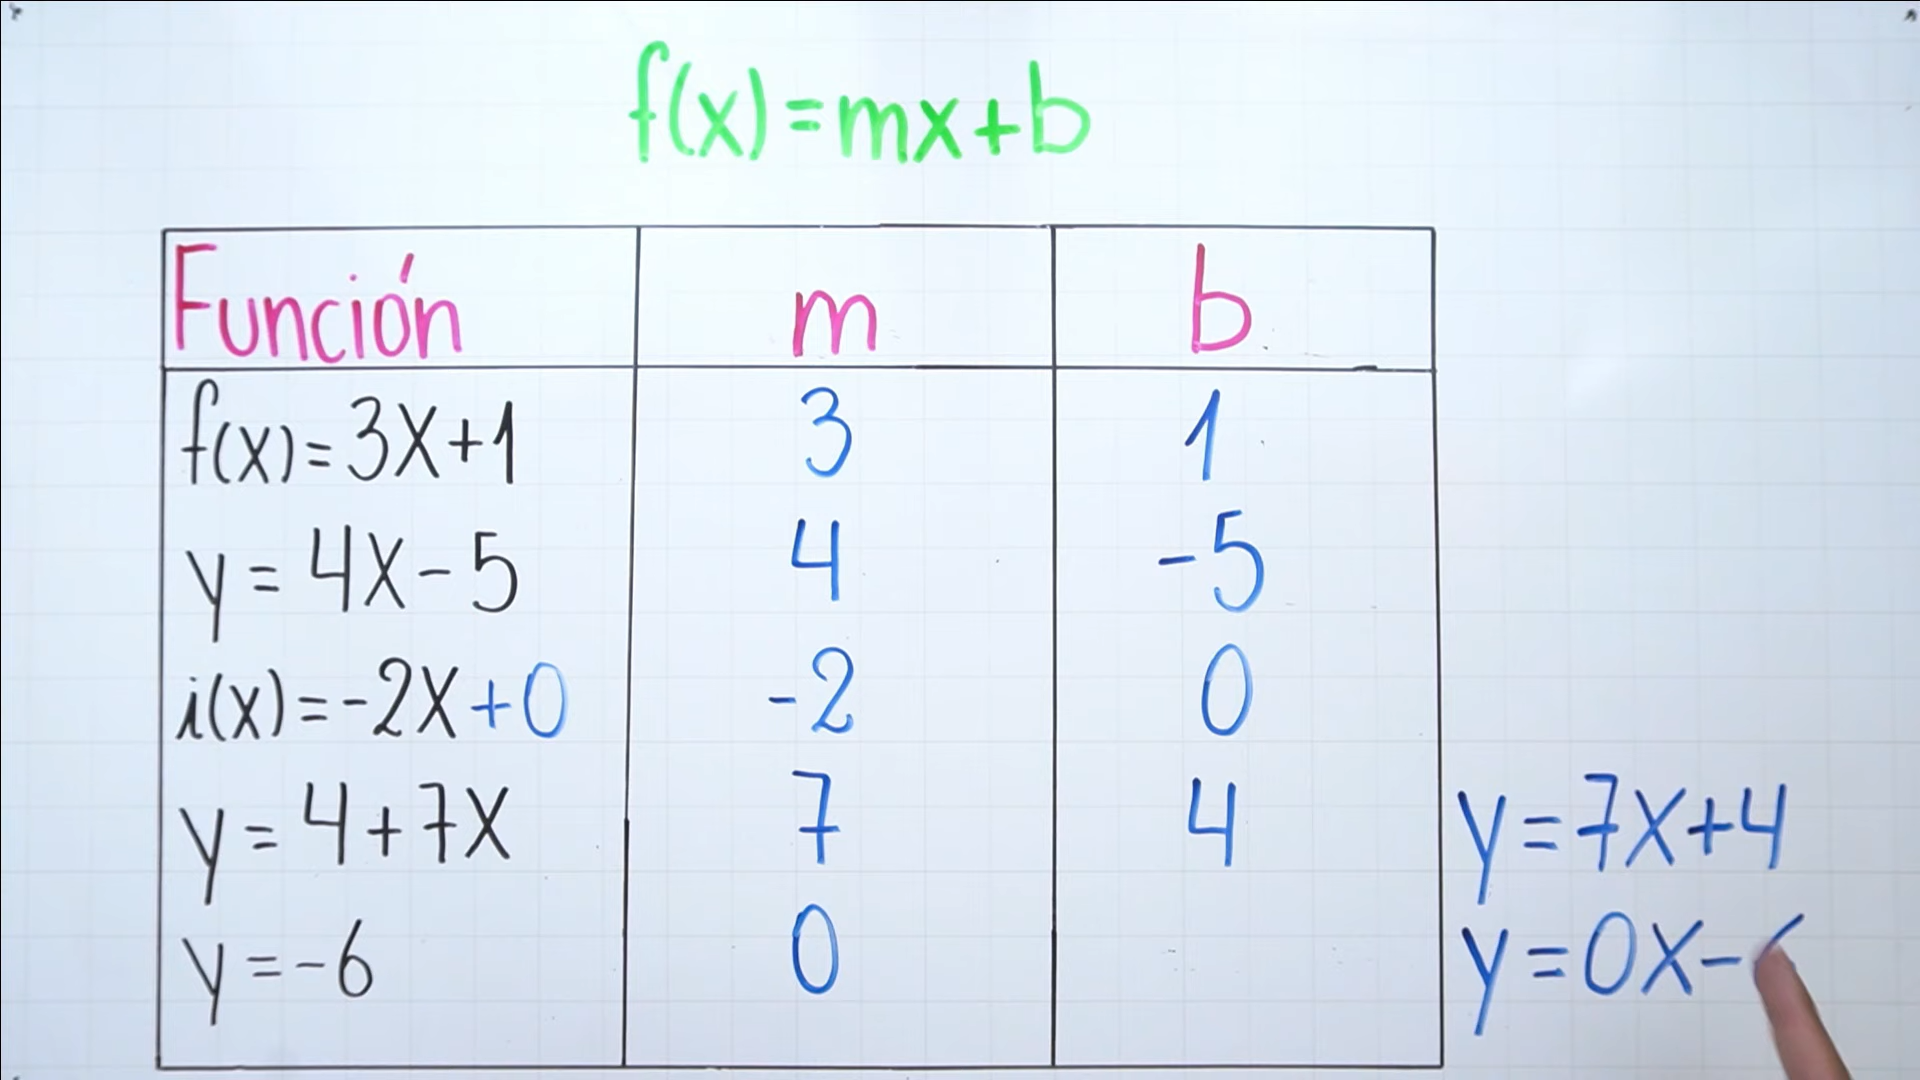 f(x)=mx+b
Función m b
f(x)=3X+1 3 1
y=4X-5 4 -5
i(x)=-2X+0 -2 0
y=4+7X 7 4 y=7X+4
y=-6 0 y=0X-